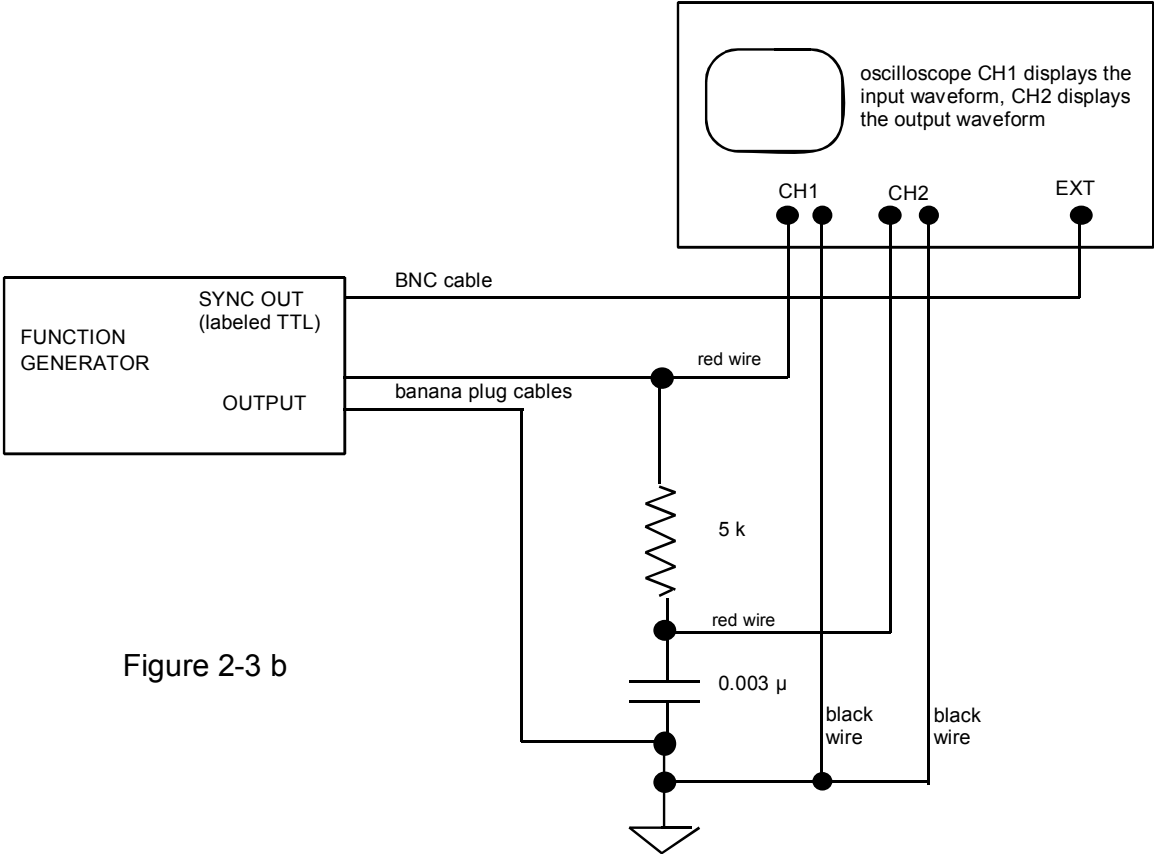 oscilloscope CH1 displays the
input waveform, CH2 displays
the output waveform
CH1
CH2
EXT
BNC cable
SYNC OUT
(labeled TTL)
FUNCTION
GENERATOR
red wire
banana plug cables
OUTPUT
5 k
red wire
Figure 2-3 b
0.003 µ
black
wire
black
wire